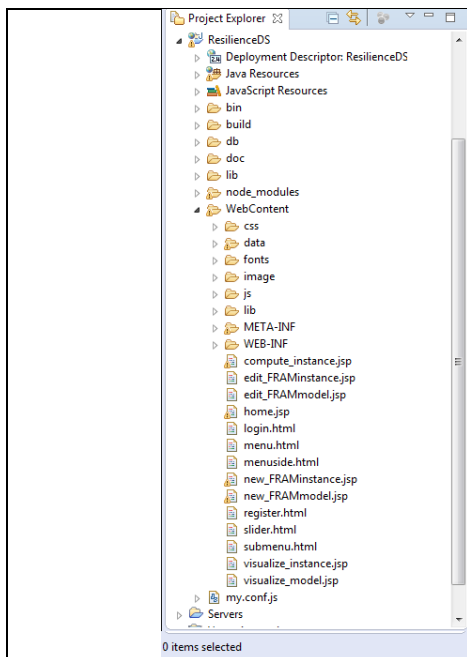 Project Explorer
ResilienceDS
Deployment Descriptor: ResilienceDS
Java Resources
JavaScript Resources
bin
build
db
doc
lib
node_modules
WebContent
css
data
fonts
image
js
lib
META-INF
WEB-INF
compute_instance.jsp
edit_FRAMinstance.jsp
edit_FRAMmodel.jsp
home.jsp
login.html
menu.html
menuside.html
new_FRAMinstance.jsp
new_FRAMmodel.jsp
register.html
slider.html
submenu.html
visualize_instance.jsp
visualize_model.jsp
my.conf.js
Servers
0 items selected